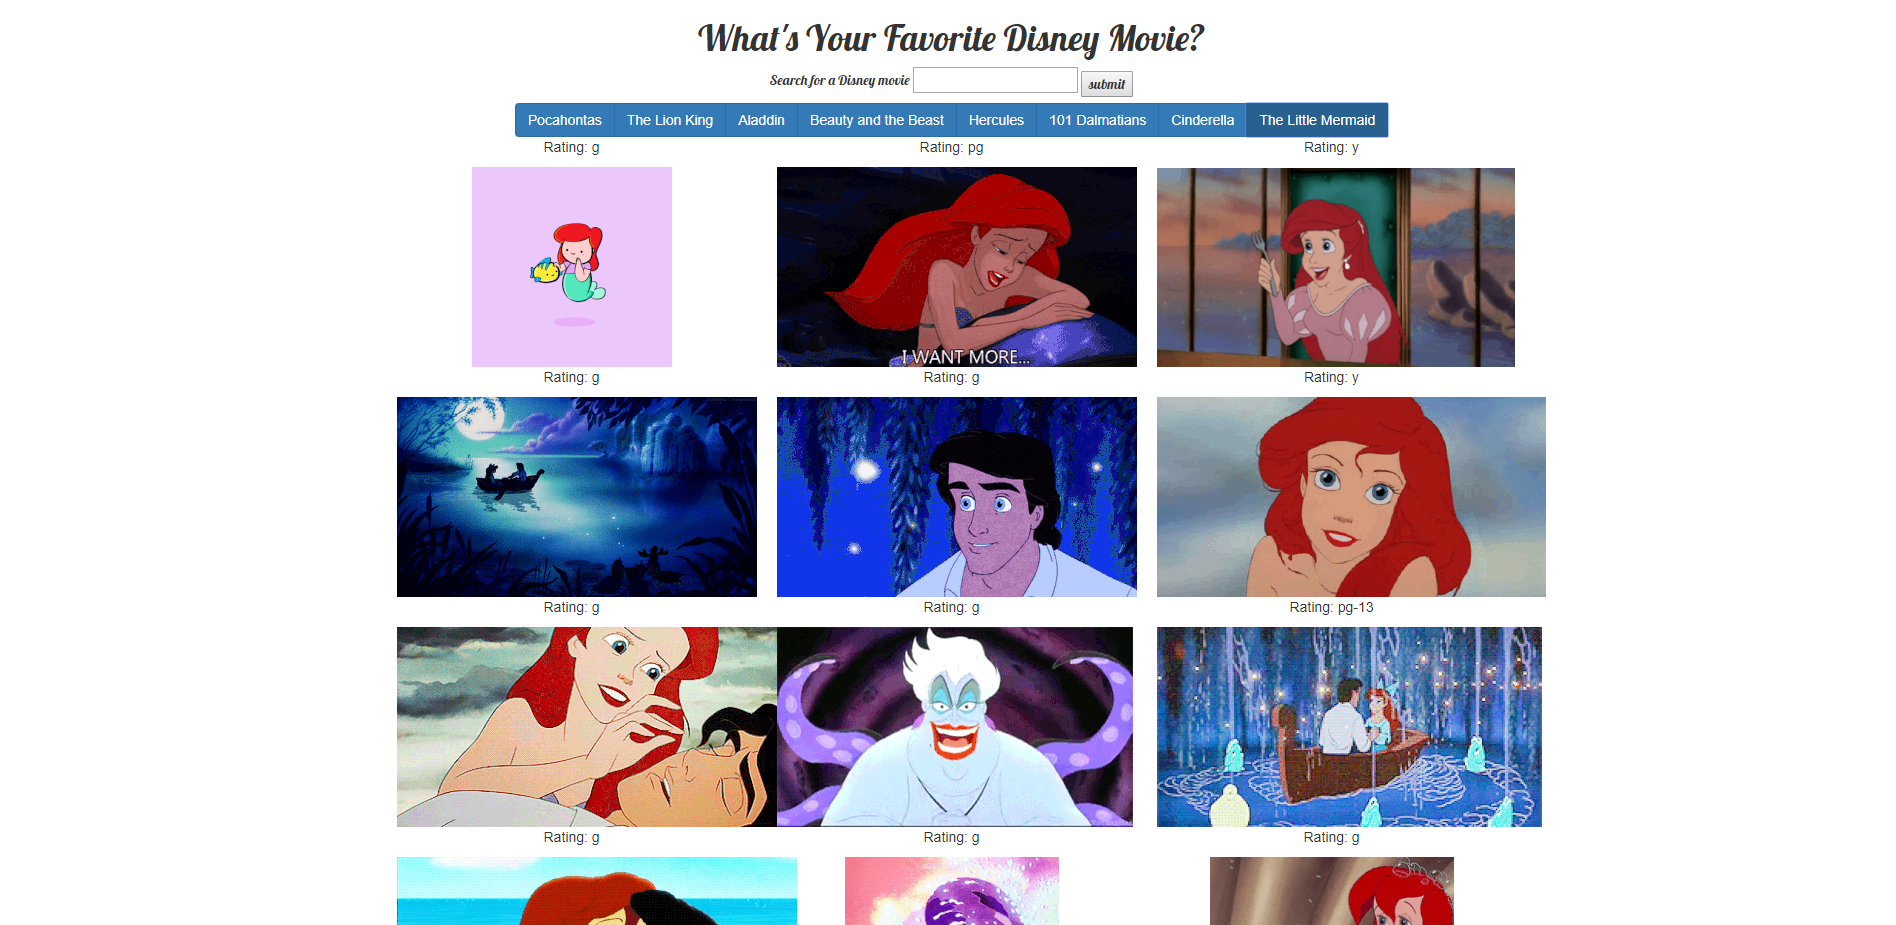 What's Your Favorite Disney Movie?
Search for a Disney movie submit
Pocahontas The Lion King Aladdin Beauty and the Beast Hercules 101 Dalmatians Cinderella The Little Mermaid
Rating: g Rating: pg Rating: y
I WANT MORE...
Rating: g Rating: g Rating: y
Rating: g Rating: g Rating: pg-13
Rating: g Rating: g Rating: g